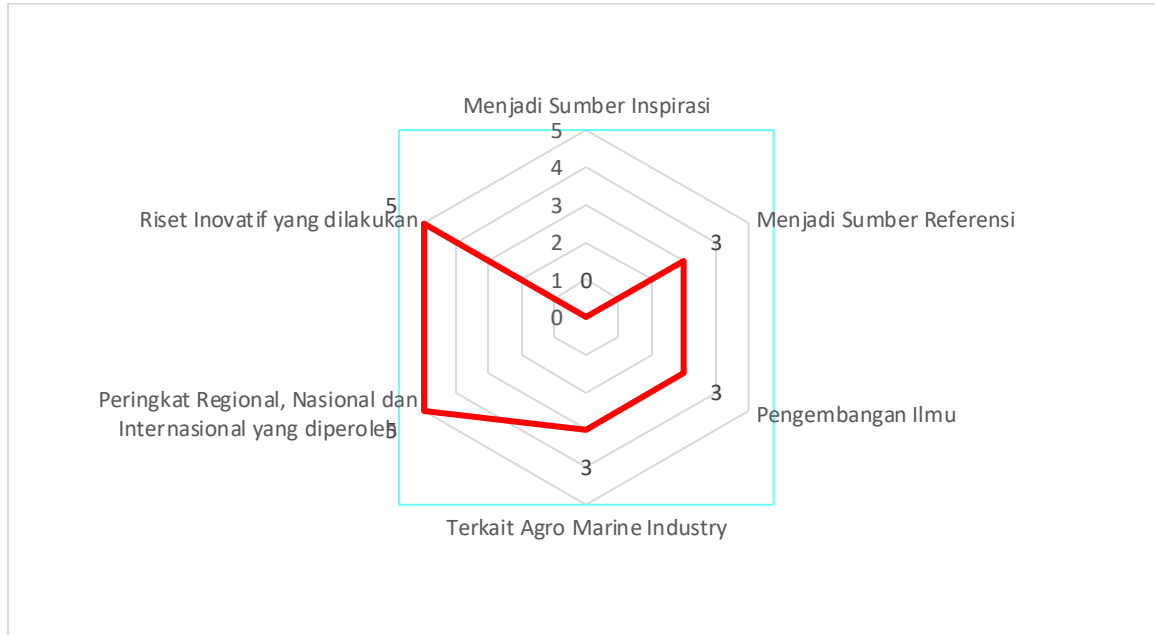 Menjadi Sumber Inspirasi
5
4
3
2
1
0
0
5
Riset Inovatif yang dilakukan
Menjadi Sumber Referensi
3
Peringkat Regional, Nasional dan
Internasional yang diperoleh
5
3
Pengembangan Ilmu
3
Terkait Agro Marine Industry